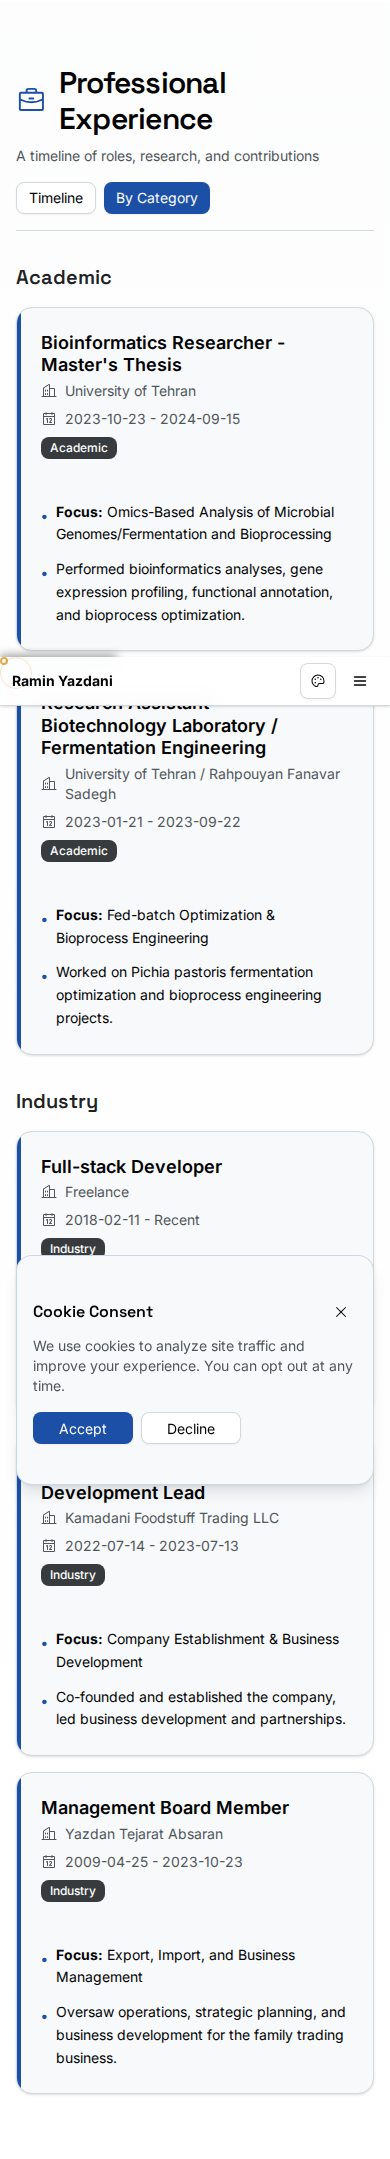 Professional
Experience
A timeline of roles, research, and contributions
Timeline
By Category
Academic
Bioinformatics Researcher -
Master's Thesis
University of Tehran
2023-10-23 - 2024-09-15
Academic
• Focus: Omics-Based Analysis of Microbial
Genomes/Fermentation and Bioprocessing
• Performed bioinformatics analyses, gene
expression profiling, functional annotation,
and bioprocess optimization.
Ramin Yazdani
Research Assistant
Biotechnology Laboratory /
Fermentation Engineering
University of Tehran / Rahpouyan Fanavar
Sadegh
2023-01-21 - 2023-09-22
Academic
• Focus: Fed-batch Optimization &
Bioprocess Engineering
• Worked on Pichia pastoris fermentation
optimization and bioprocess engineering
projects.
Industry
Full-stack Developer
Freelance
2018-02-11 - Recent
Industry
Cookie Consent
We use cookies to analyze site traffic and
improve your experience. You can opt out at any
time.
Accept
Decline
Development Lead
Kamadani Foodstuff Trading LLC
2022-07-14 - 2023-07-13
Industry
• Focus: Company Establishment & Business
Development
• Co-founded and established the company,
led business development and partnerships.
Management Board Member
Yazdan Tejarat Absaran
2009-04-25 - 2023-10-23
Industry
• Focus: Export, Import, and Business
Management
• Oversaw operations, strategic planning, and
business development for the family trading
business.